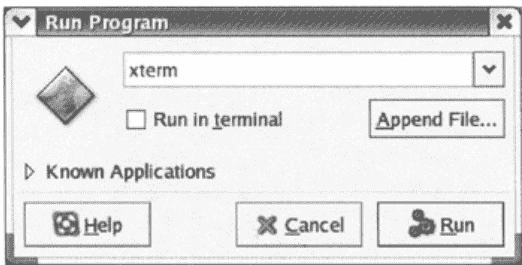 Run Program
xterm
Run in terminal
Append File...
Known Applications
Help
Cancel
Run